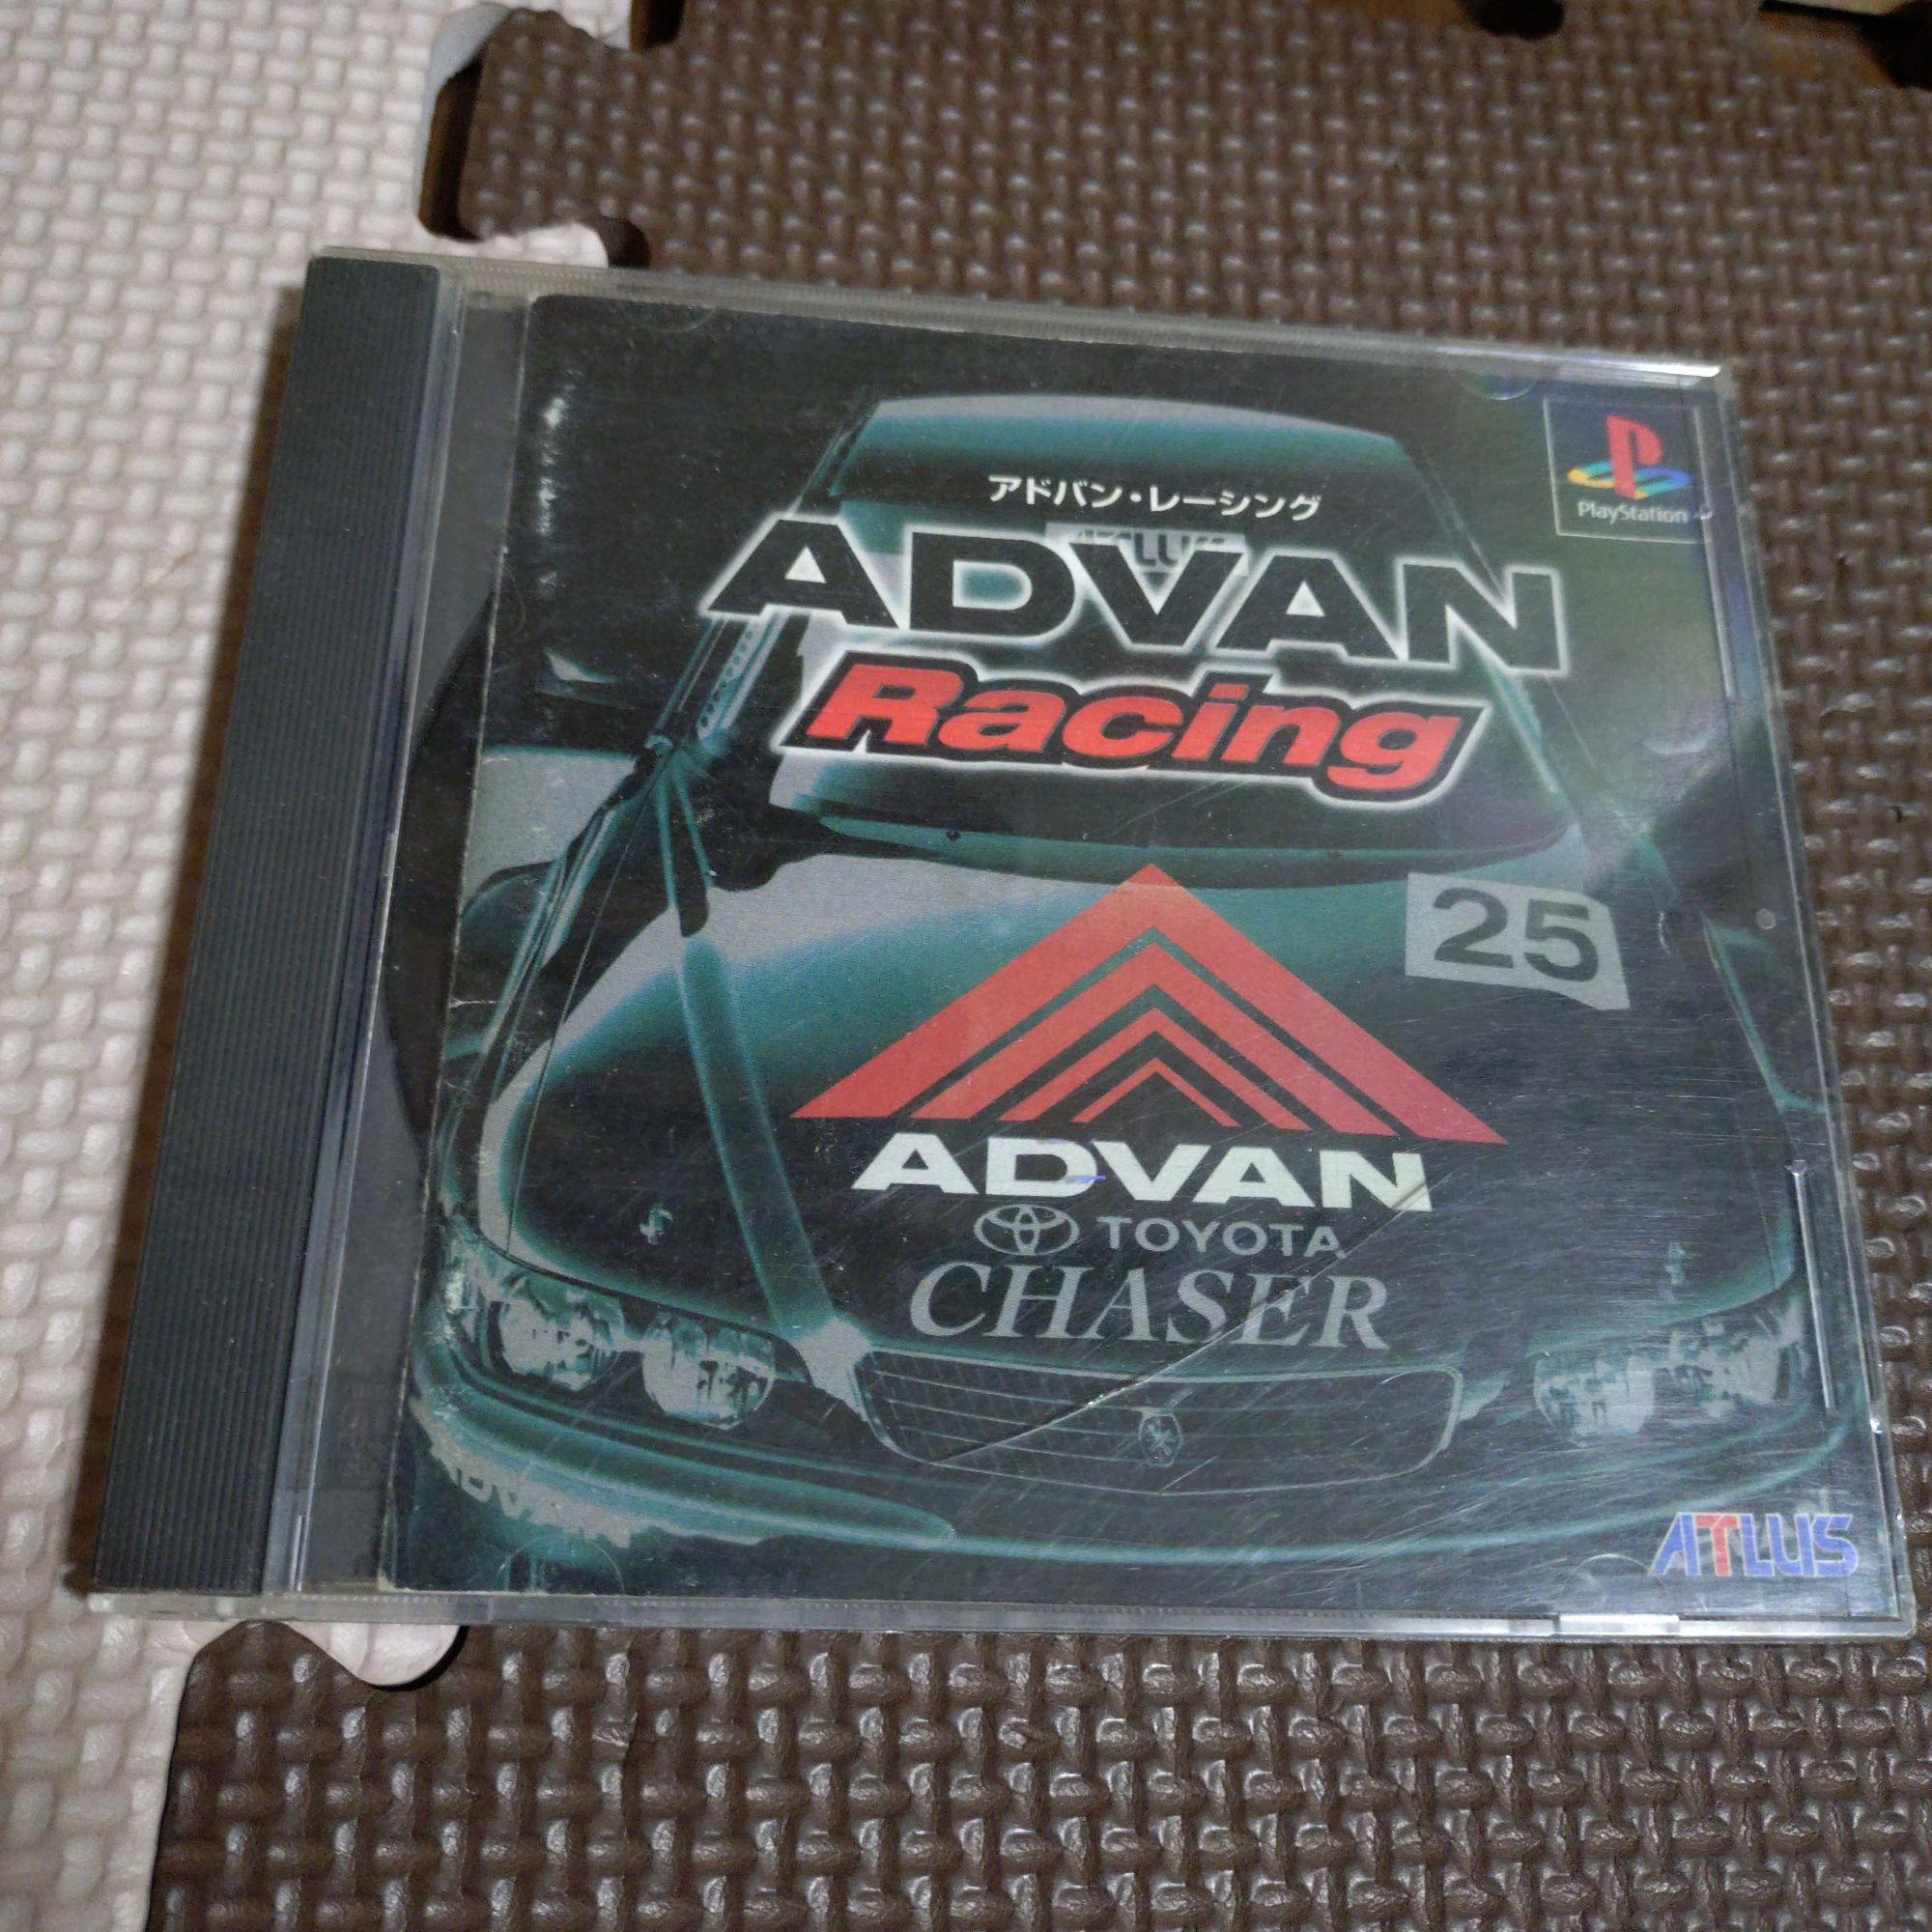 アドバン・レーシング
ADVAN
Racing
PlayStation
25
ADVAN
TOYOTA
CHASER
ATLUS